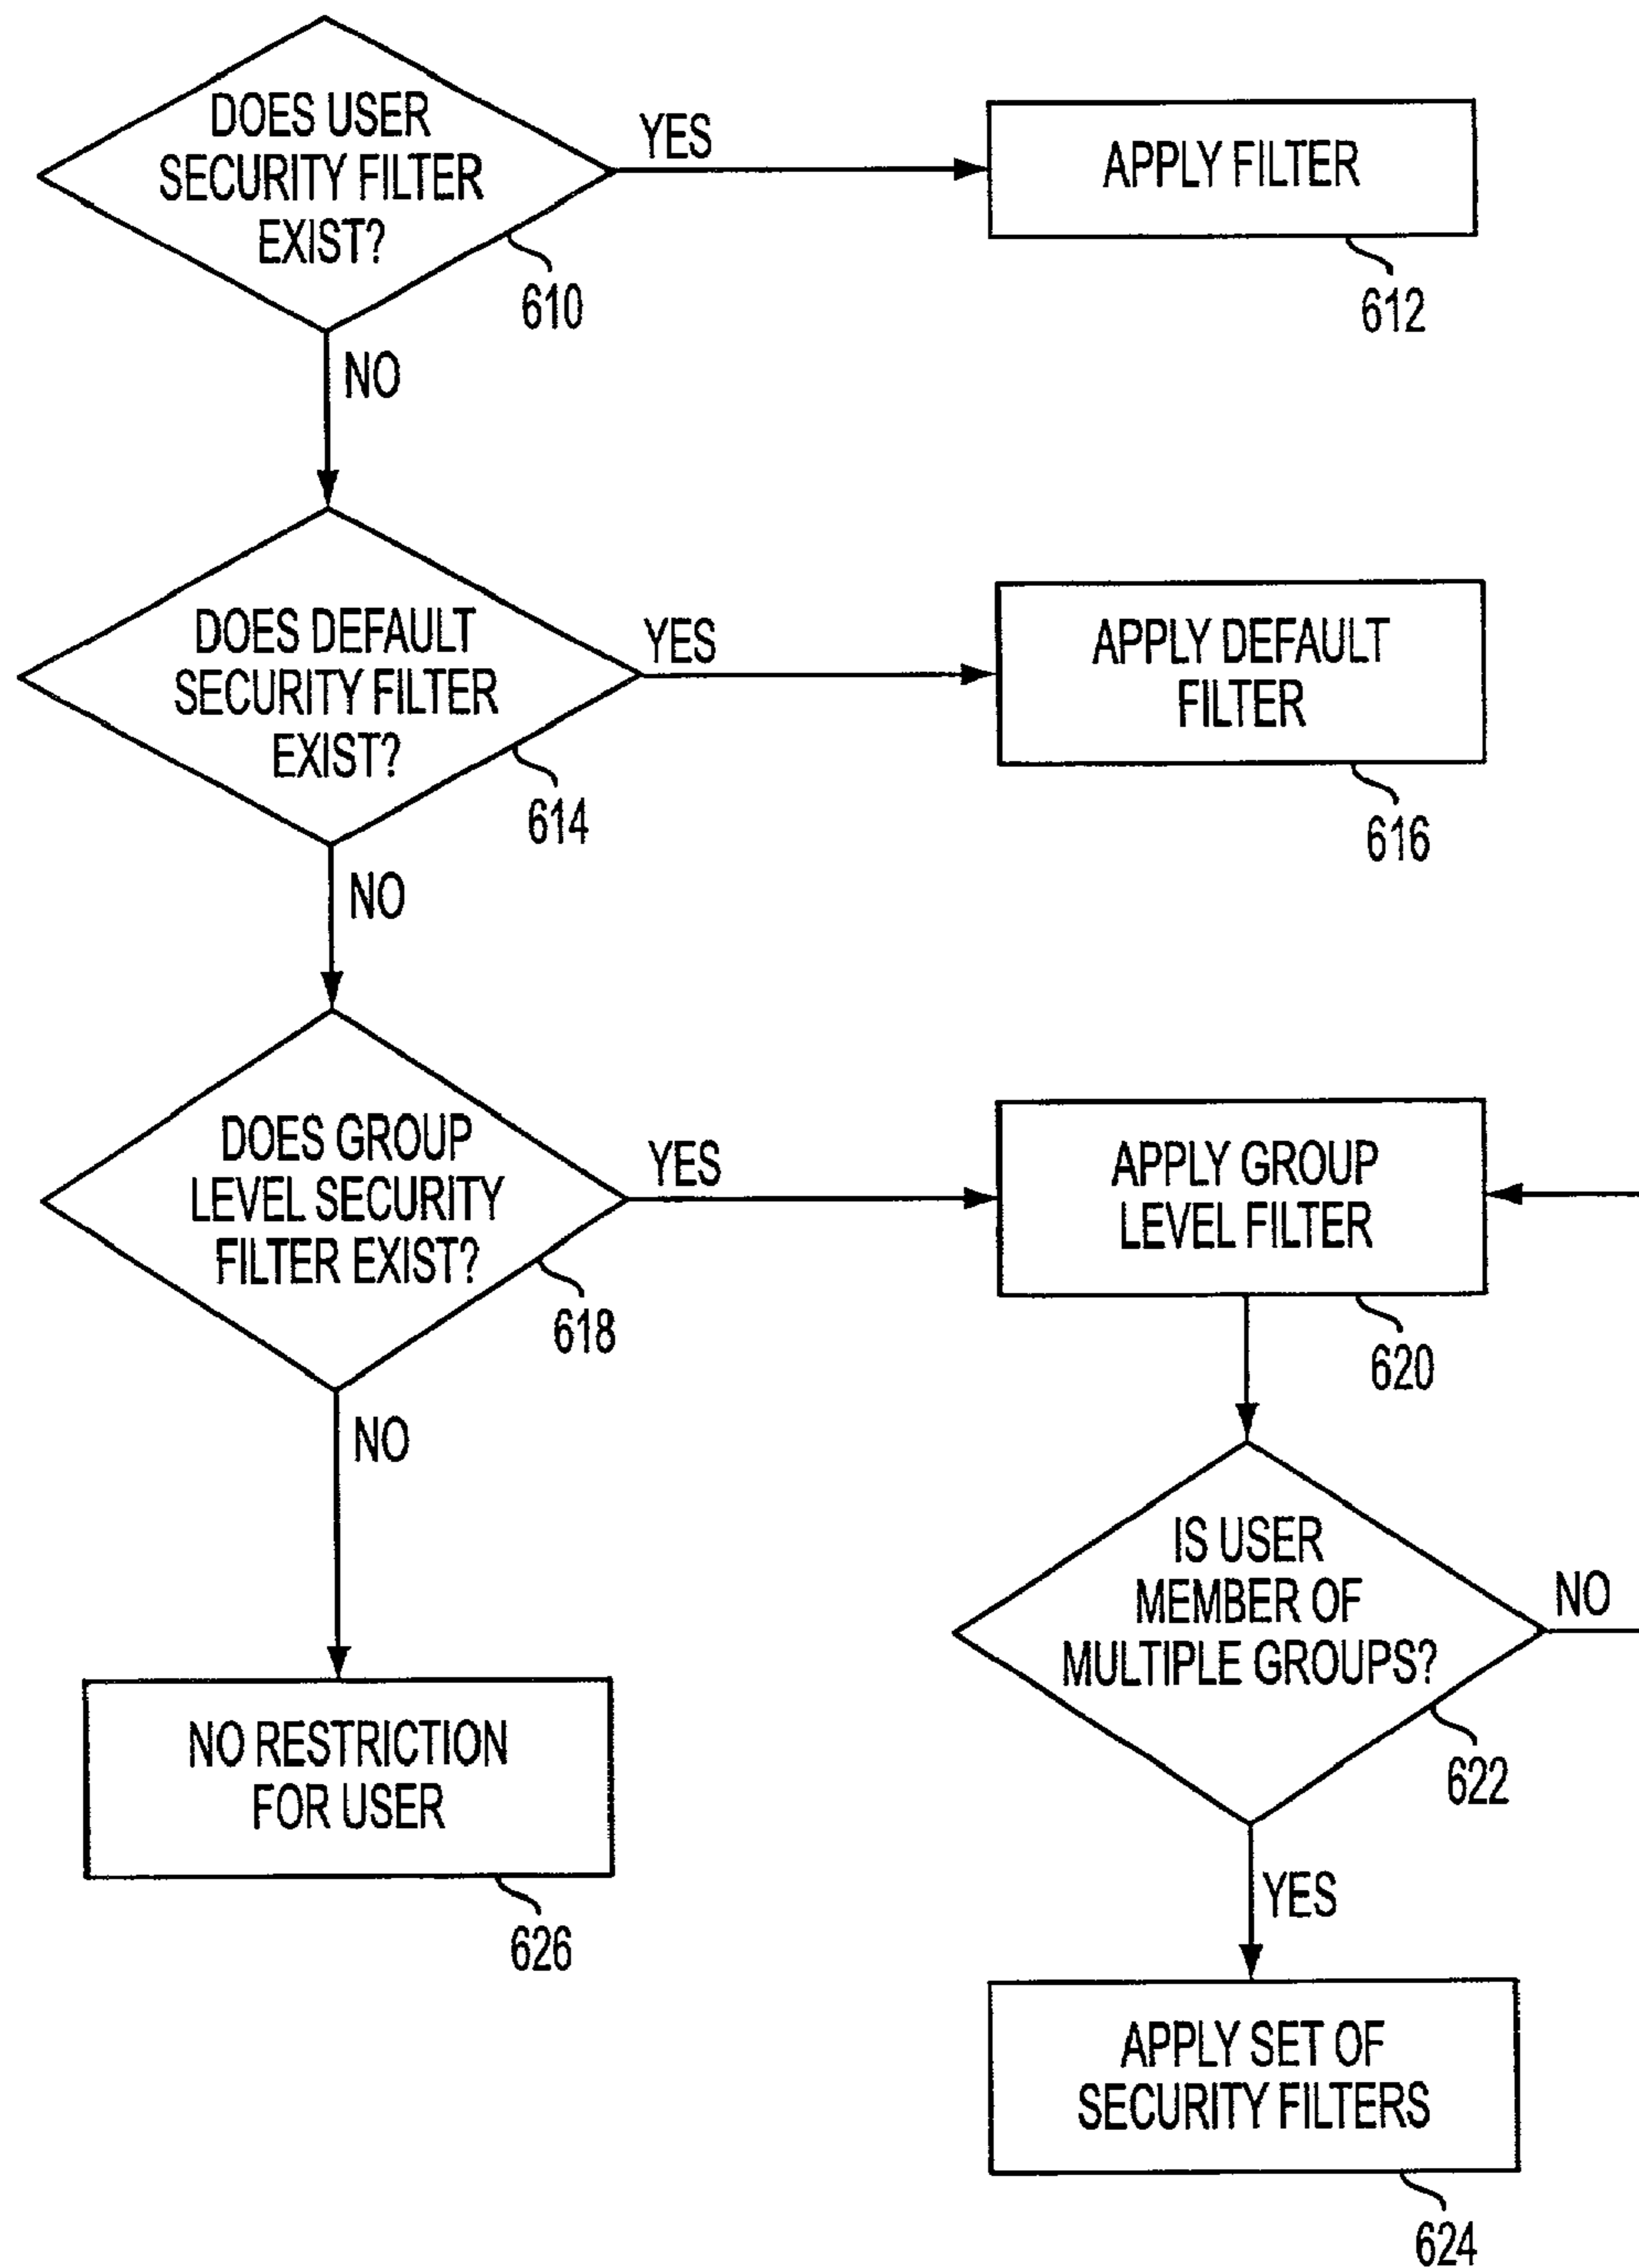 DOES USER
SECURITY FILTER
EXIST?
610
YES
APPLY FILTER
612
NO
DOES DEFAULT
SECURITY FILTER
EXIST?
614
YES
APPLY DEFAULT
FILTER
616
NO
DOES GROUP
LEVEL SECURITY
FILTER EXIST?
618
YES
APPLY GROUP
LEVEL FILTER
620
NO
IS USER
MEMBER OF
MULTIPLE GROUPS?
622
NO
NO RESTRICTION
FOR USER
626
YES
APPLY SET OF
SECURITY FILTERS
624